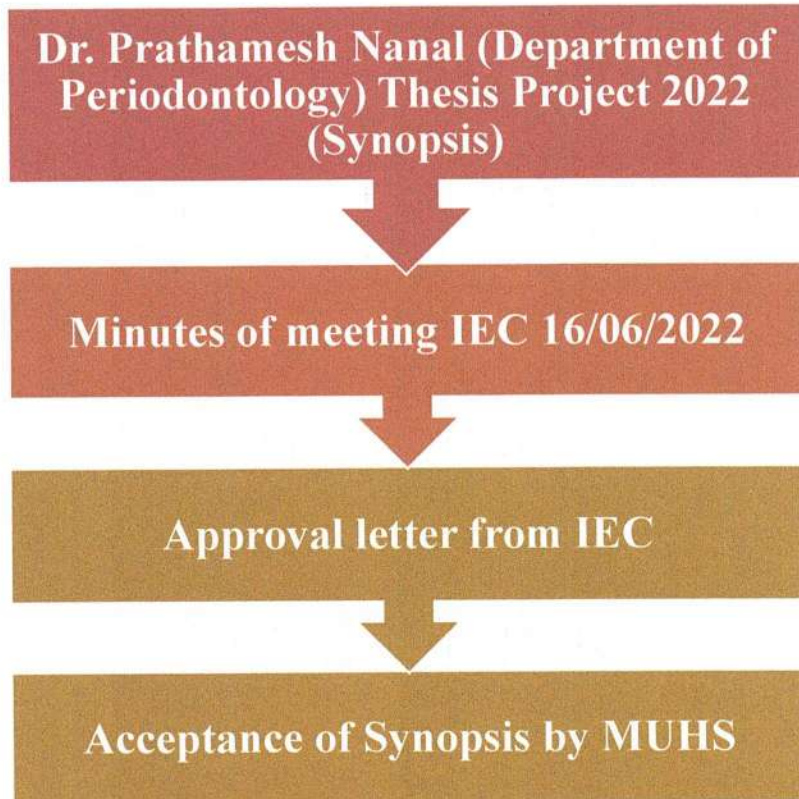 Dr. Prathamesh Nanal (Department of
Periodontology) Thesis Project 2022
(Synopsis)
Minutes of meeting IEC 16/06/2022
Approval letter from IEC
Acceptance of Synopsis by MUHS